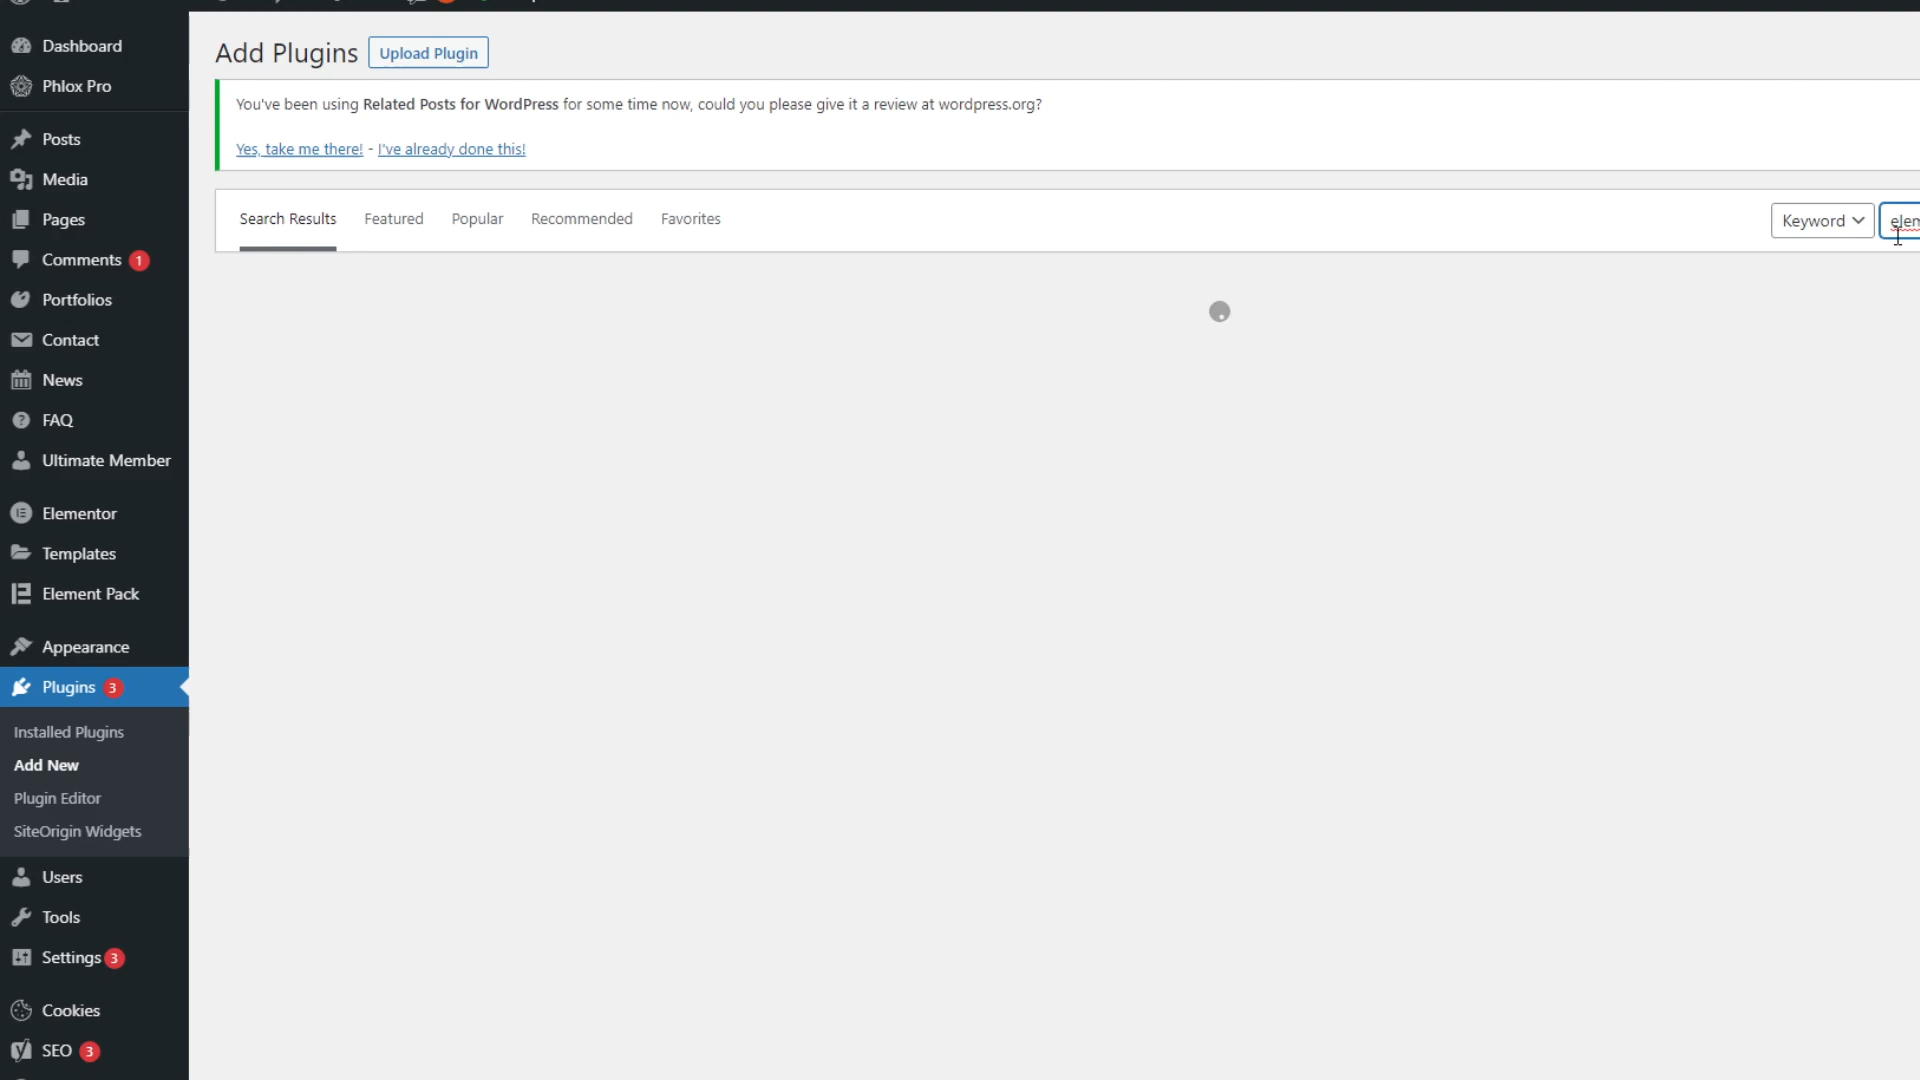 Dashboard
Phlox Pro
Posts
Media
Pages
Comments 1
Portfolios
Contact
News
FAQ
Ultimate Member
Elementor
Templates
Element Pack
Appearance
Plugins 3
Installed Plugins
Add New
Plugin Editor
SiteOrigin Widgets
Users
Tools
Settings 3
Cookies
SEO 3
Add Plugins Upload Plugin
You've been using Related Posts for WordPress for some time now, could you please give it a review at wordpress.org?
Yes, take me there! - I've already done this!
Search Results Featured Popular Recommended Favorites Keyword elem